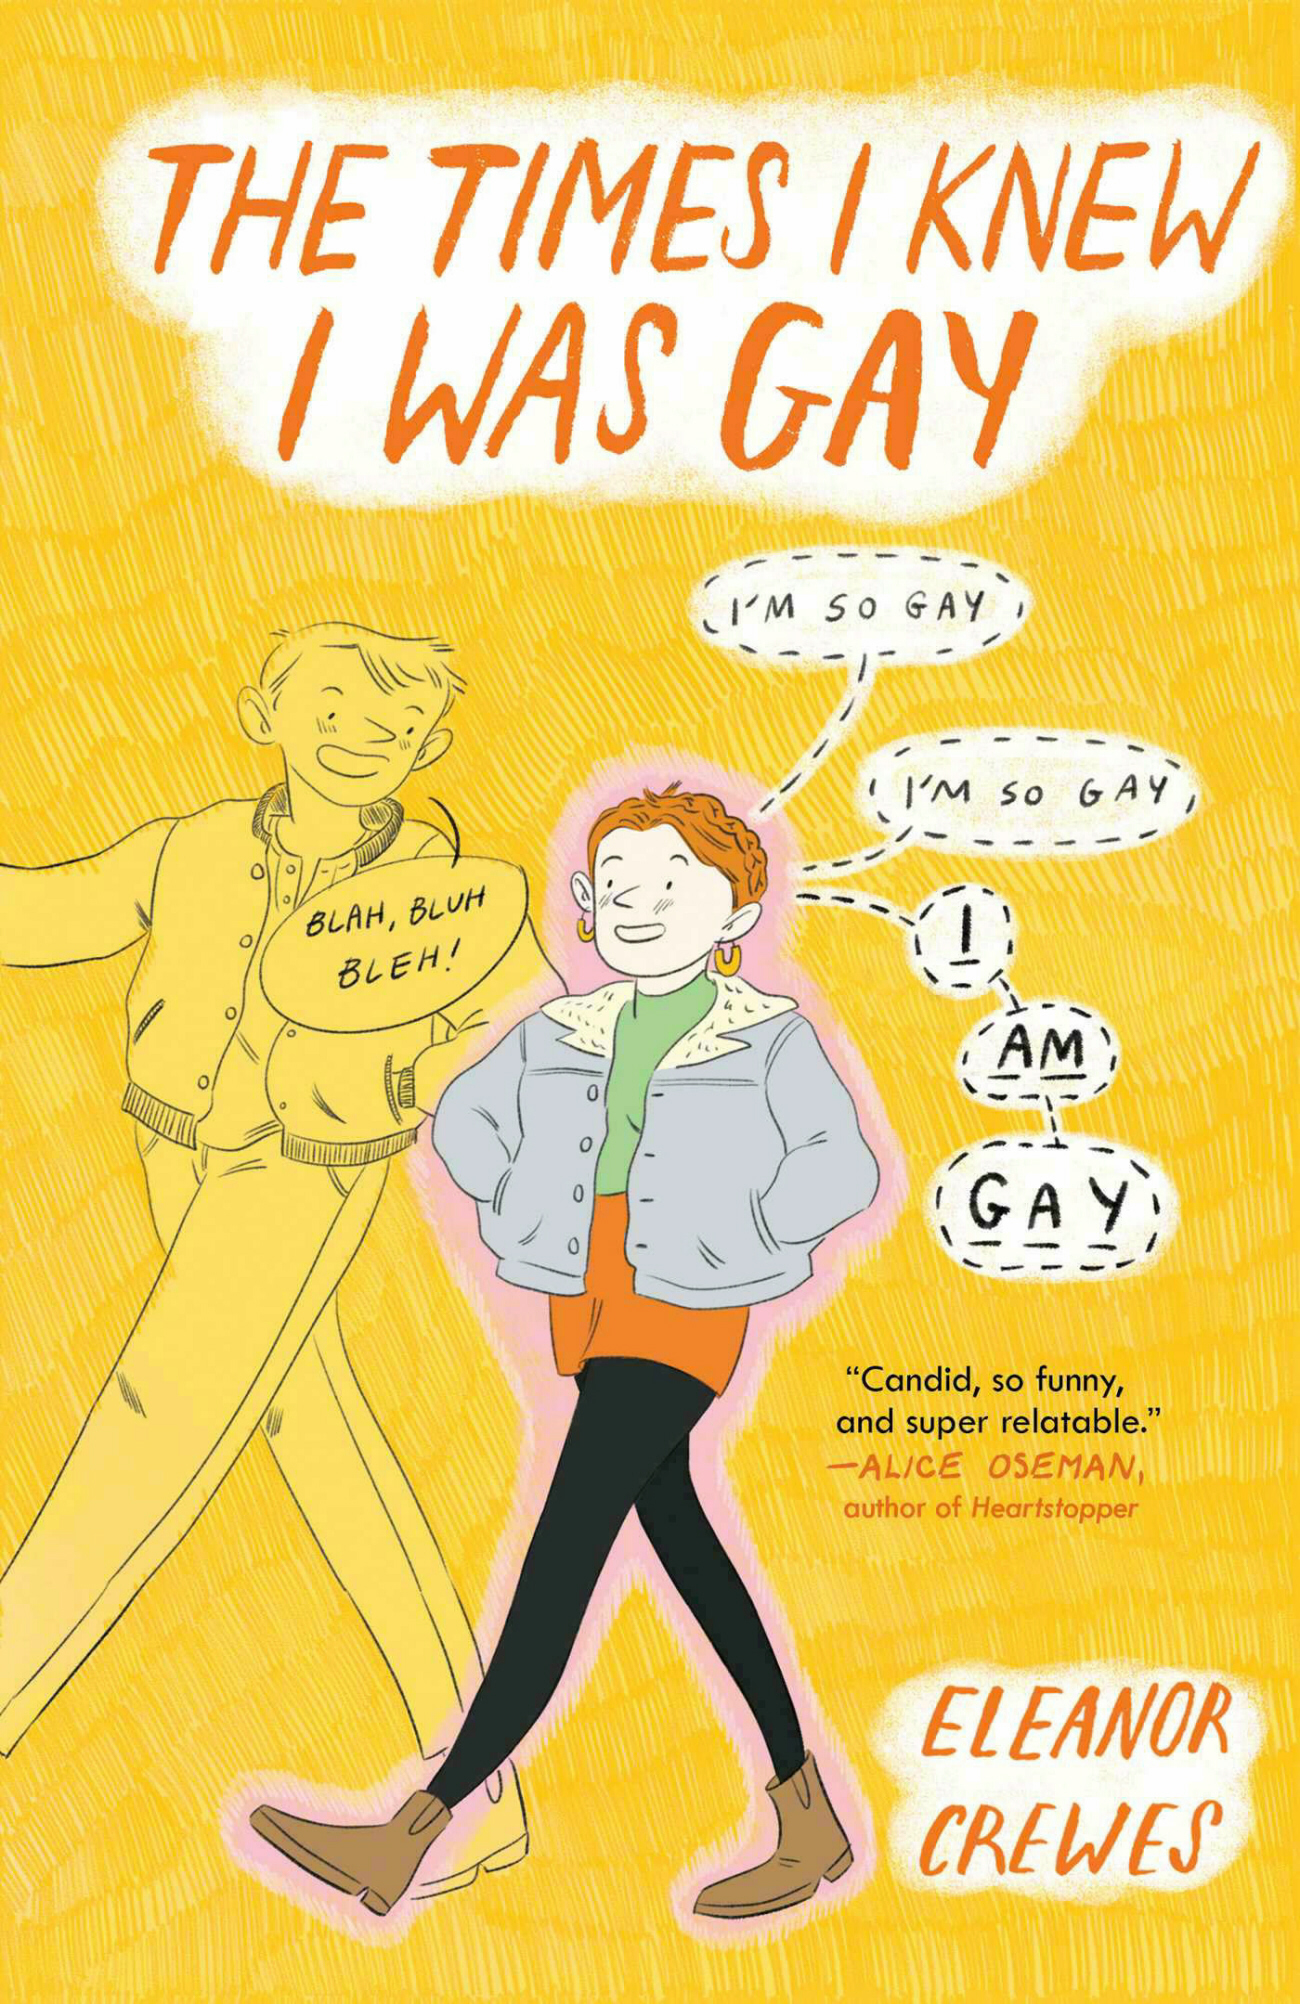 THE TIMES I KNEW
I WAS GAY
I'M SO GAY
I'M SO GAY
BLAH, BLUH
BLEH!
I
AM
GAY
“Candid, so funny,
and super relatable.”
—ALICE OSEMAN,
author of Heartstopper
ELEANOR
CREWES